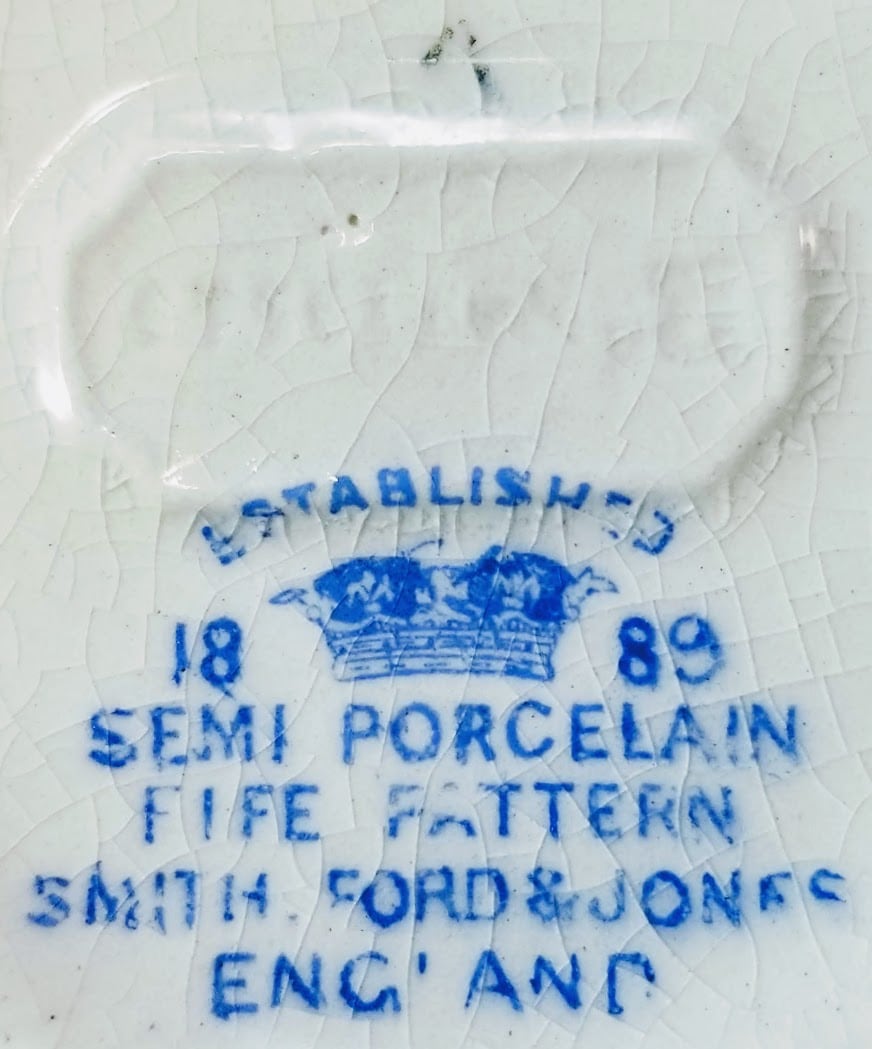 ESTABLISHED
18 89
SEMI PORCELAIN
FIFE PATTERN
SMITH, FORD & JONES
ENGLAND